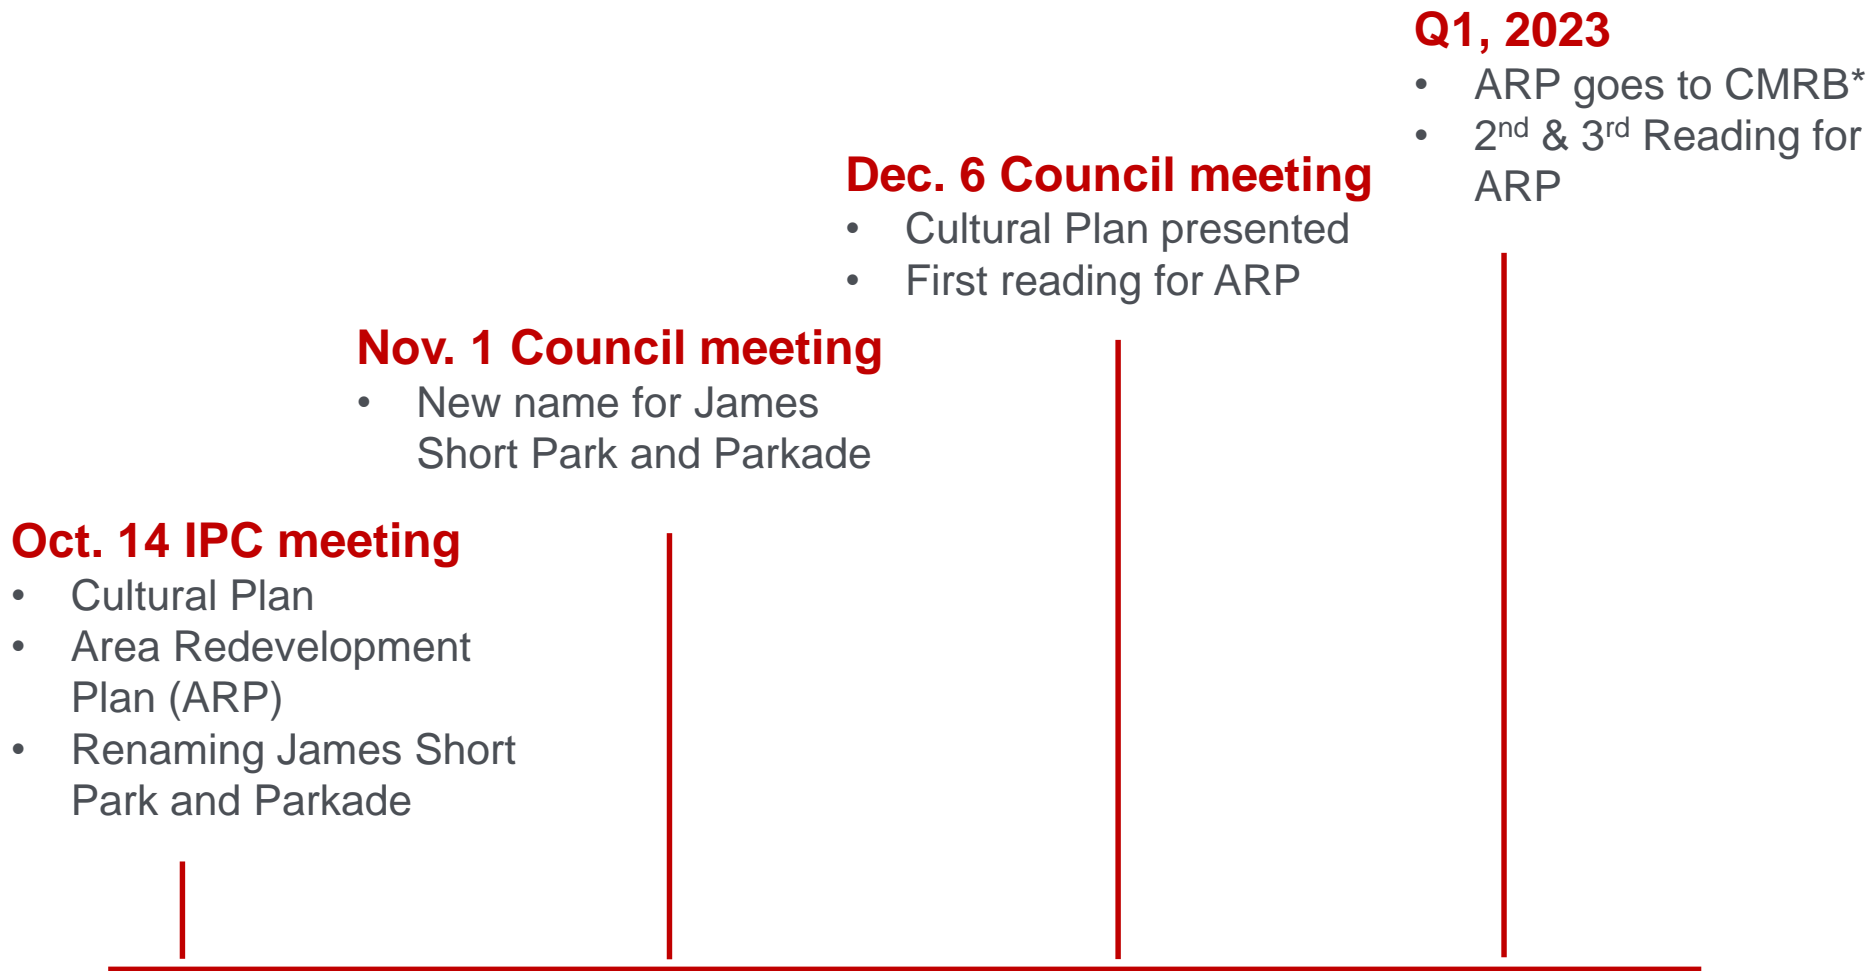 Q1, 2023
• ARP goes to CMRB*
• 2nd & 3rd Reading for
ARP
Dec. 6 Council meeting
• Cultural Plan presented
• First reading for ARP
Nov. 1 Council meeting
• New name for James
Short Park and Parkade
Oct. 14 IPC meeting
• Cultural Plan
• Area Redevelopment
Plan (ARP)
• Renaming James Short
Park and Parkade